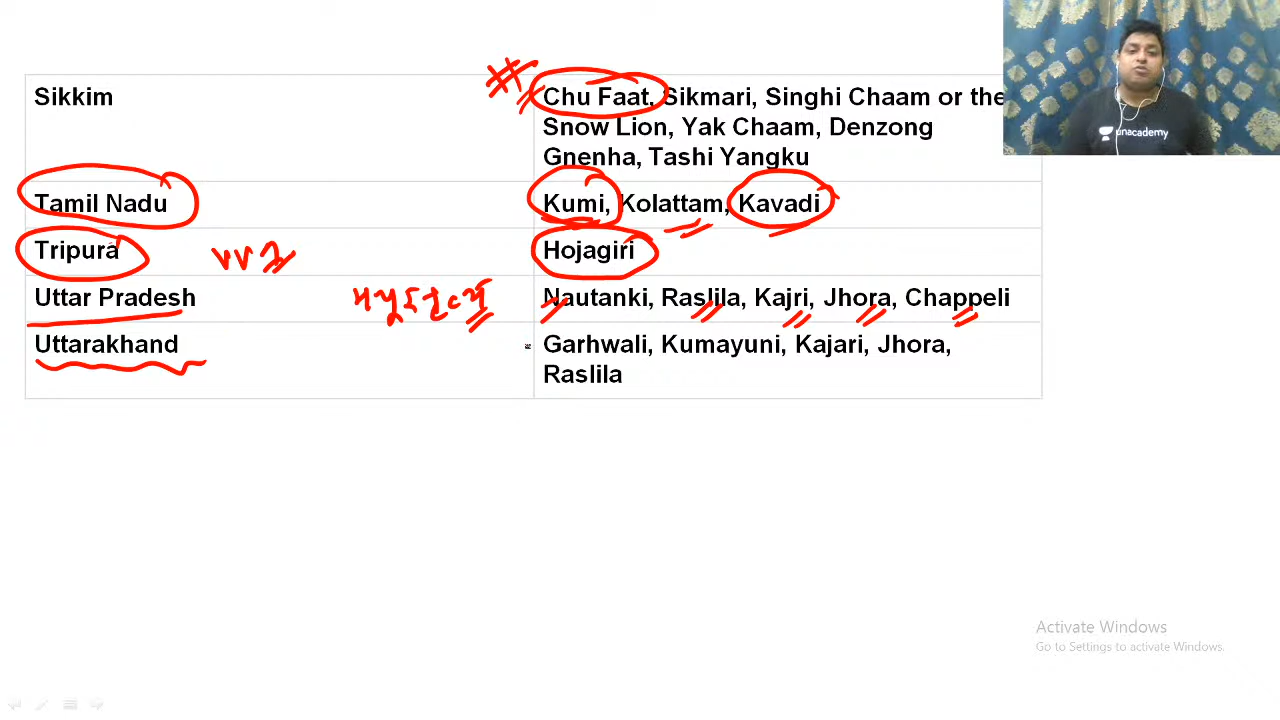 Sikkim
Chu Faat, Sikmari, Singhi Chaam or the
Snow Lion, Yak Chaam, Denzong
Gnenha, Tashi Yangku
Tamil Nadu
Kumi, Kolattam, Kavadi
Tripura
Hojagiri
Uttar Pradesh
Nautanki, Raslila, Kajri, Jhora, Chappeli
Uttarakhand
Garhwali, Kumayuni, Kajari, Jhora,
Raslila
unacademy
Activate Windows
Go to Settings to activate Windows.